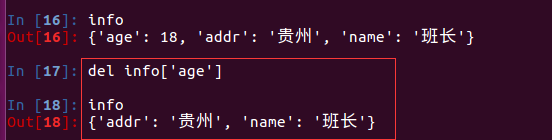 In [16]: info
Out[16]: {'age': 18, 'addr': '贵州', 'name': '班长'}
In [17]: del info['age']
In [18]: info
Out[18]: {'addr': '贵州', 'name': '班长'}